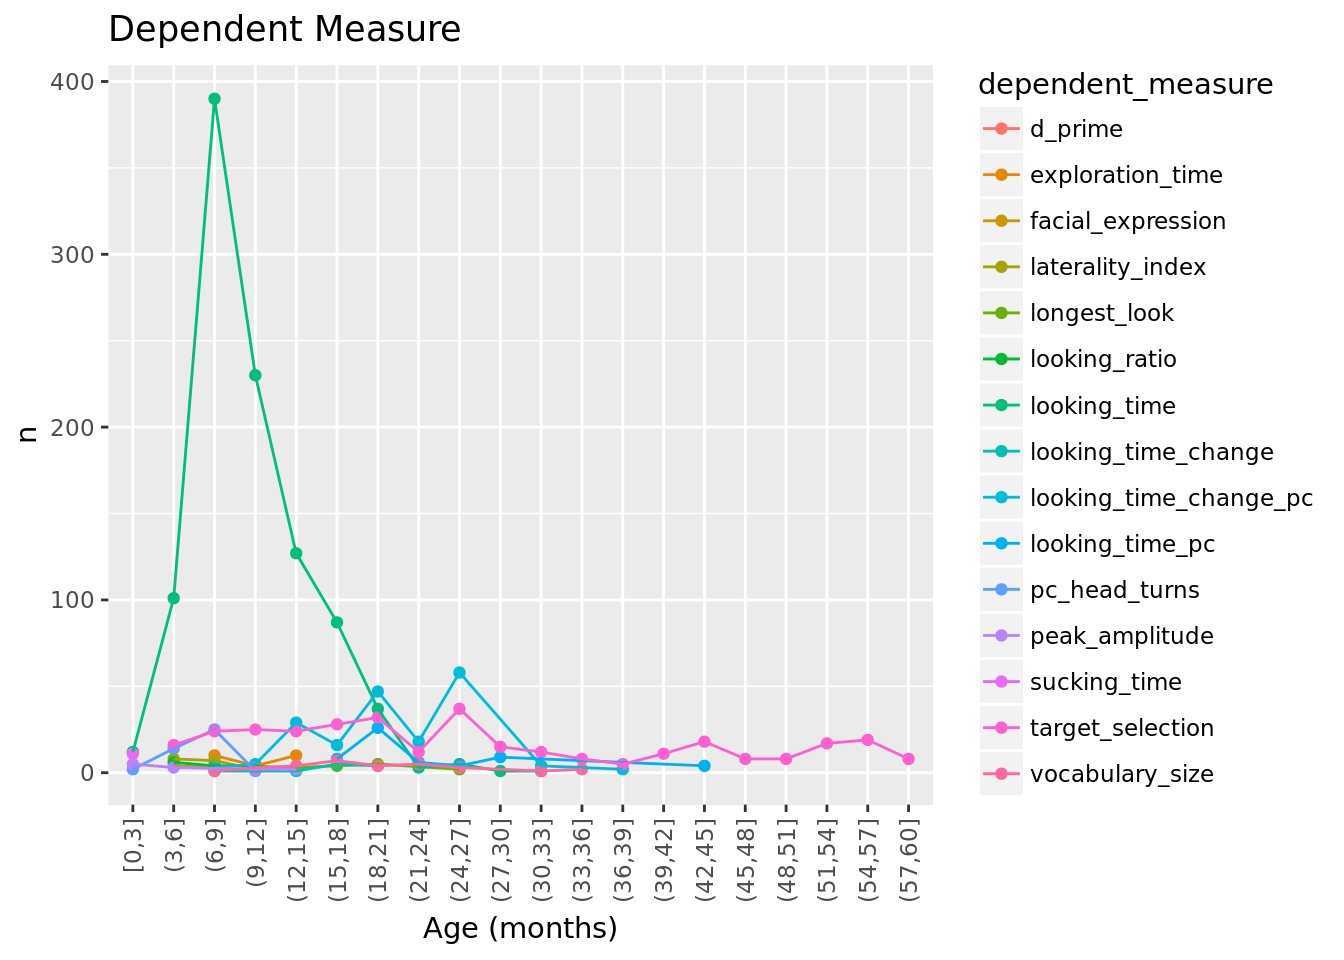 Dependent Measure
n
400
300
200
100
0
[0,3]
(3,6]
(6,9]
(9,12]
(12,15]
(15,18]
(18,21]
(21,24]
(24,27]
(27,30]
(30,33]
(33,36]
(36,39]
(39,42]
(42,45]
(45,48]
(48,51]
(51,54]
(54,57]
(57,60]
Age (months)
dependent_measure
d_prime
exploration_time
facial_expression
laterality_index
longest_look
looking_ratio
looking_time
looking_time_change
looking_time_change_pc
looking_time_pc
pc_head_turns
peak_amplitude
sucking_time
target_selection
vocabulary_size